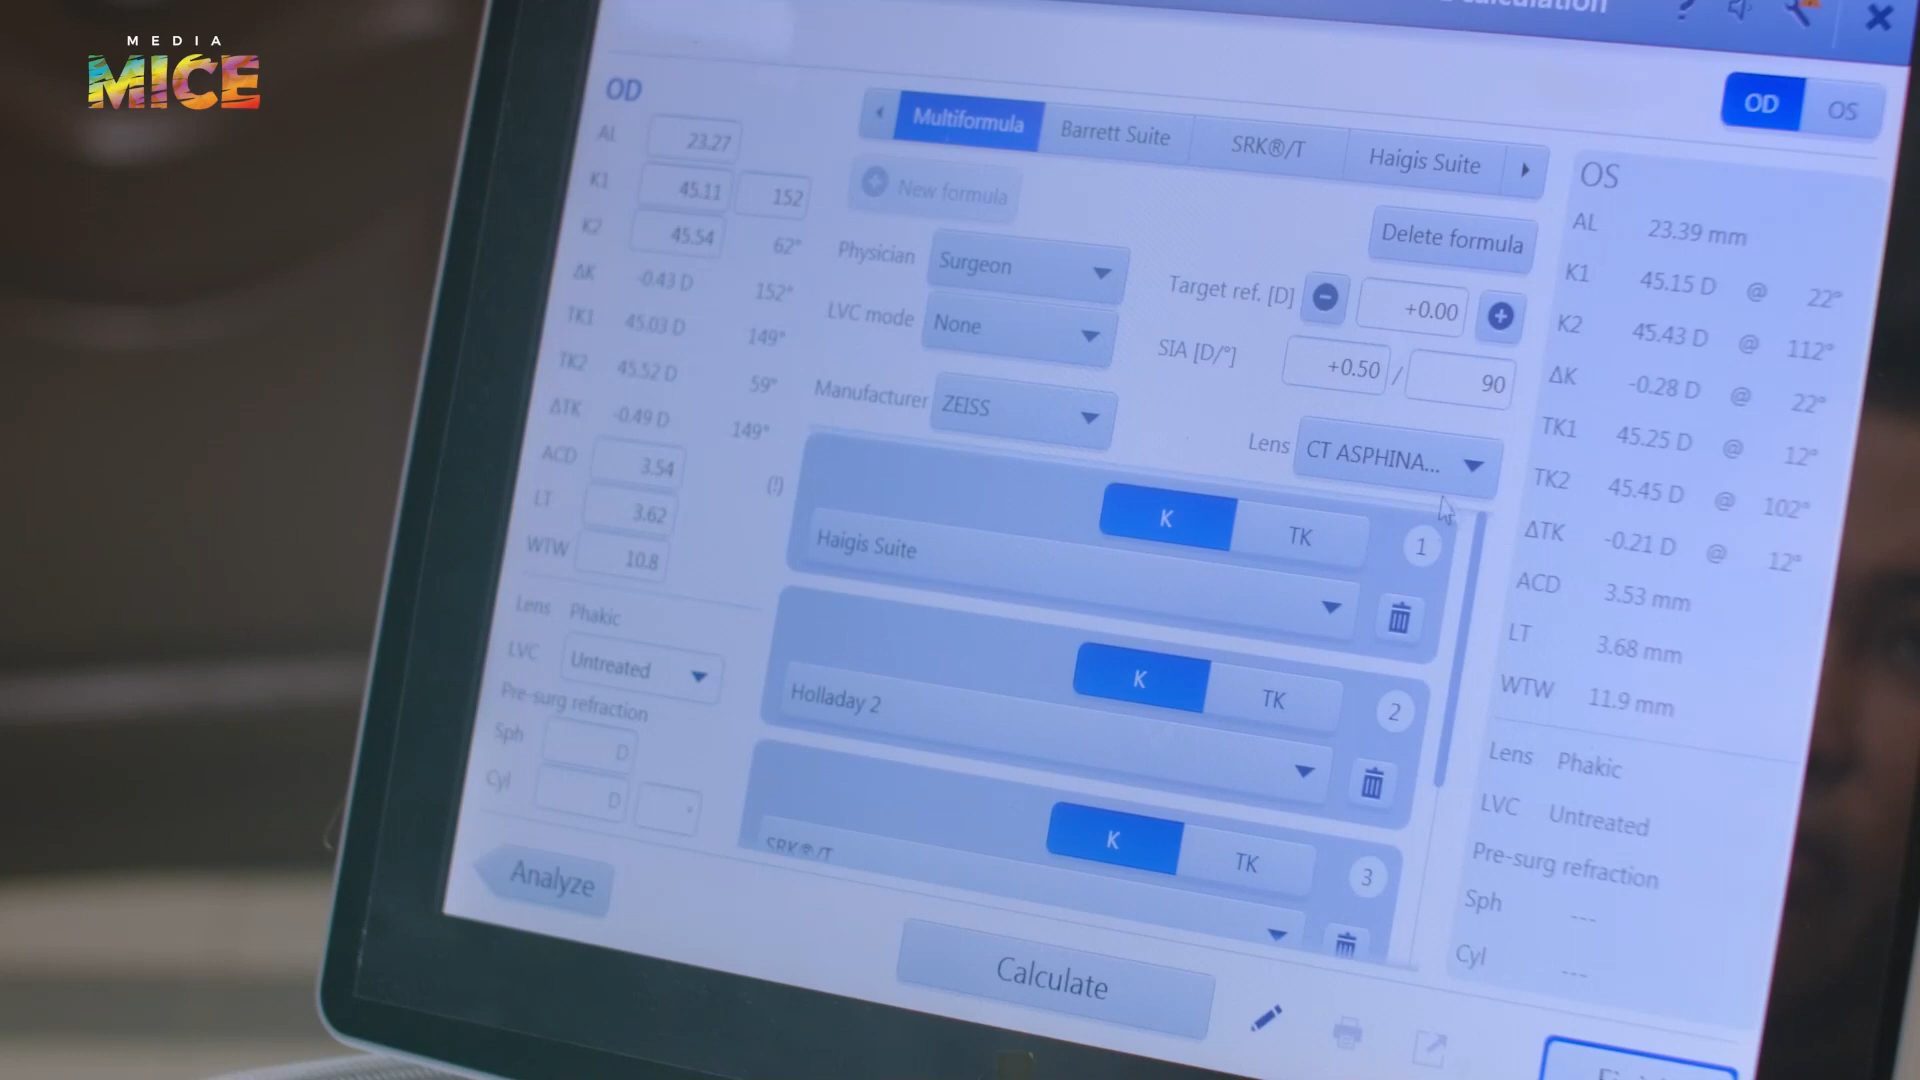 MEDIA
MICE
calculation
OD OS
OD
AL 23.27
K1 45.11 152
K2 45.54 62°
ΔK -0.43 D 152°
TK1 45.03 D 149°
TK2 45.52 D 59°
ΔTK -0.49 D 149°
ACD 3.54 (!)
LT 3.62
WTW 10.8
Lens Phakic
LVC Untreated
Pre-surg refraction
Sph D
Cyl D °
Analyze
Multiformula Barrett Suite SRK®/T Haigis Suite
New formula
Delete formula
Physician Surgeon
Target ref. [D] +0.00
LVC mode None
SIA [D/°] +0.50 / 90
Manufacturer ZEISS
Lens CT ASPHINA...
K TK 1
Haigis Suite
K TK 2
Holladay 2
K TK 3
SRK®/T
Calculate
OS
AL 23.39 mm
K1 45.15 D @ 22°
K2 45.43 D @ 112°
ΔK -0.28 D @ 22°
TK1 45.25 D @ 12°
TK2 45.45 D @ 102°
ΔTK -0.21 D @ 12°
ACD 3.53 mm
LT 3.68 mm
WTW 11.9 mm
Lens Phakic
LVC Untreated
Pre-surg refraction
Sph ---
Cyl ---